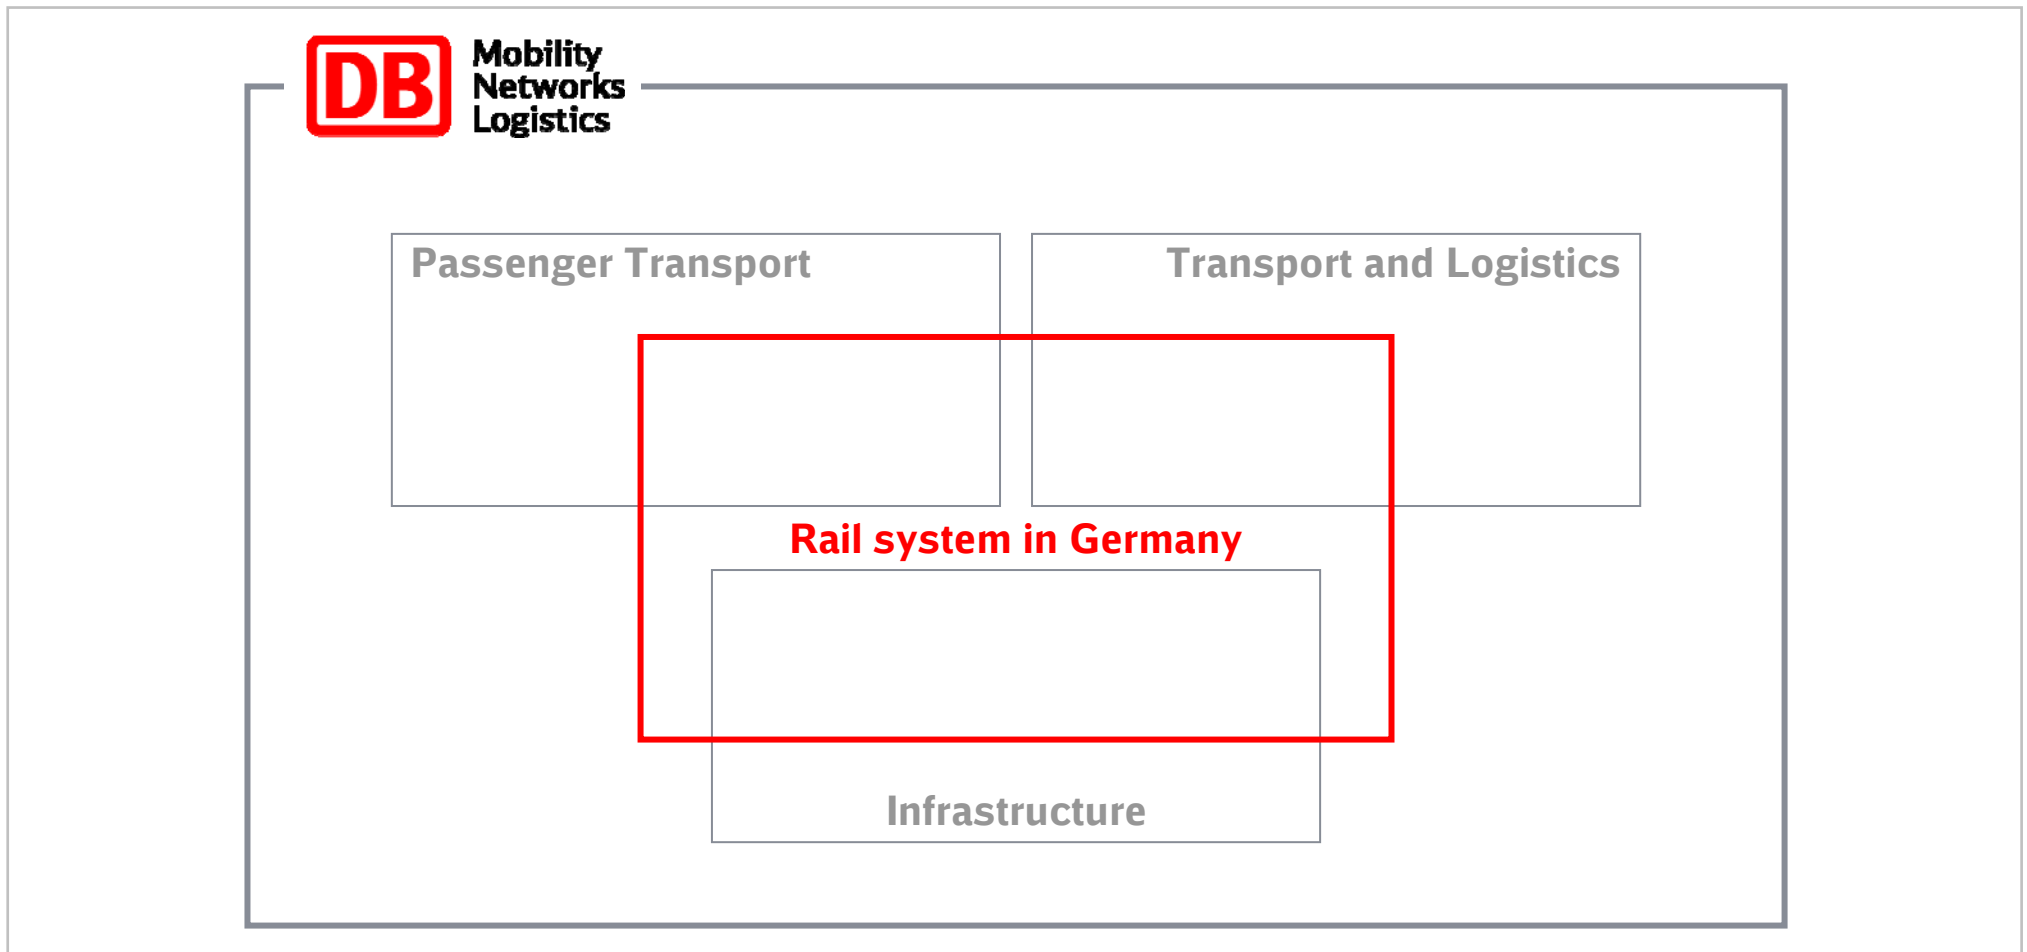 DB
Mobility
Networks
Logistics
Passenger Transport
Transport and Logistics
Rail system in Germany
Infrastructure